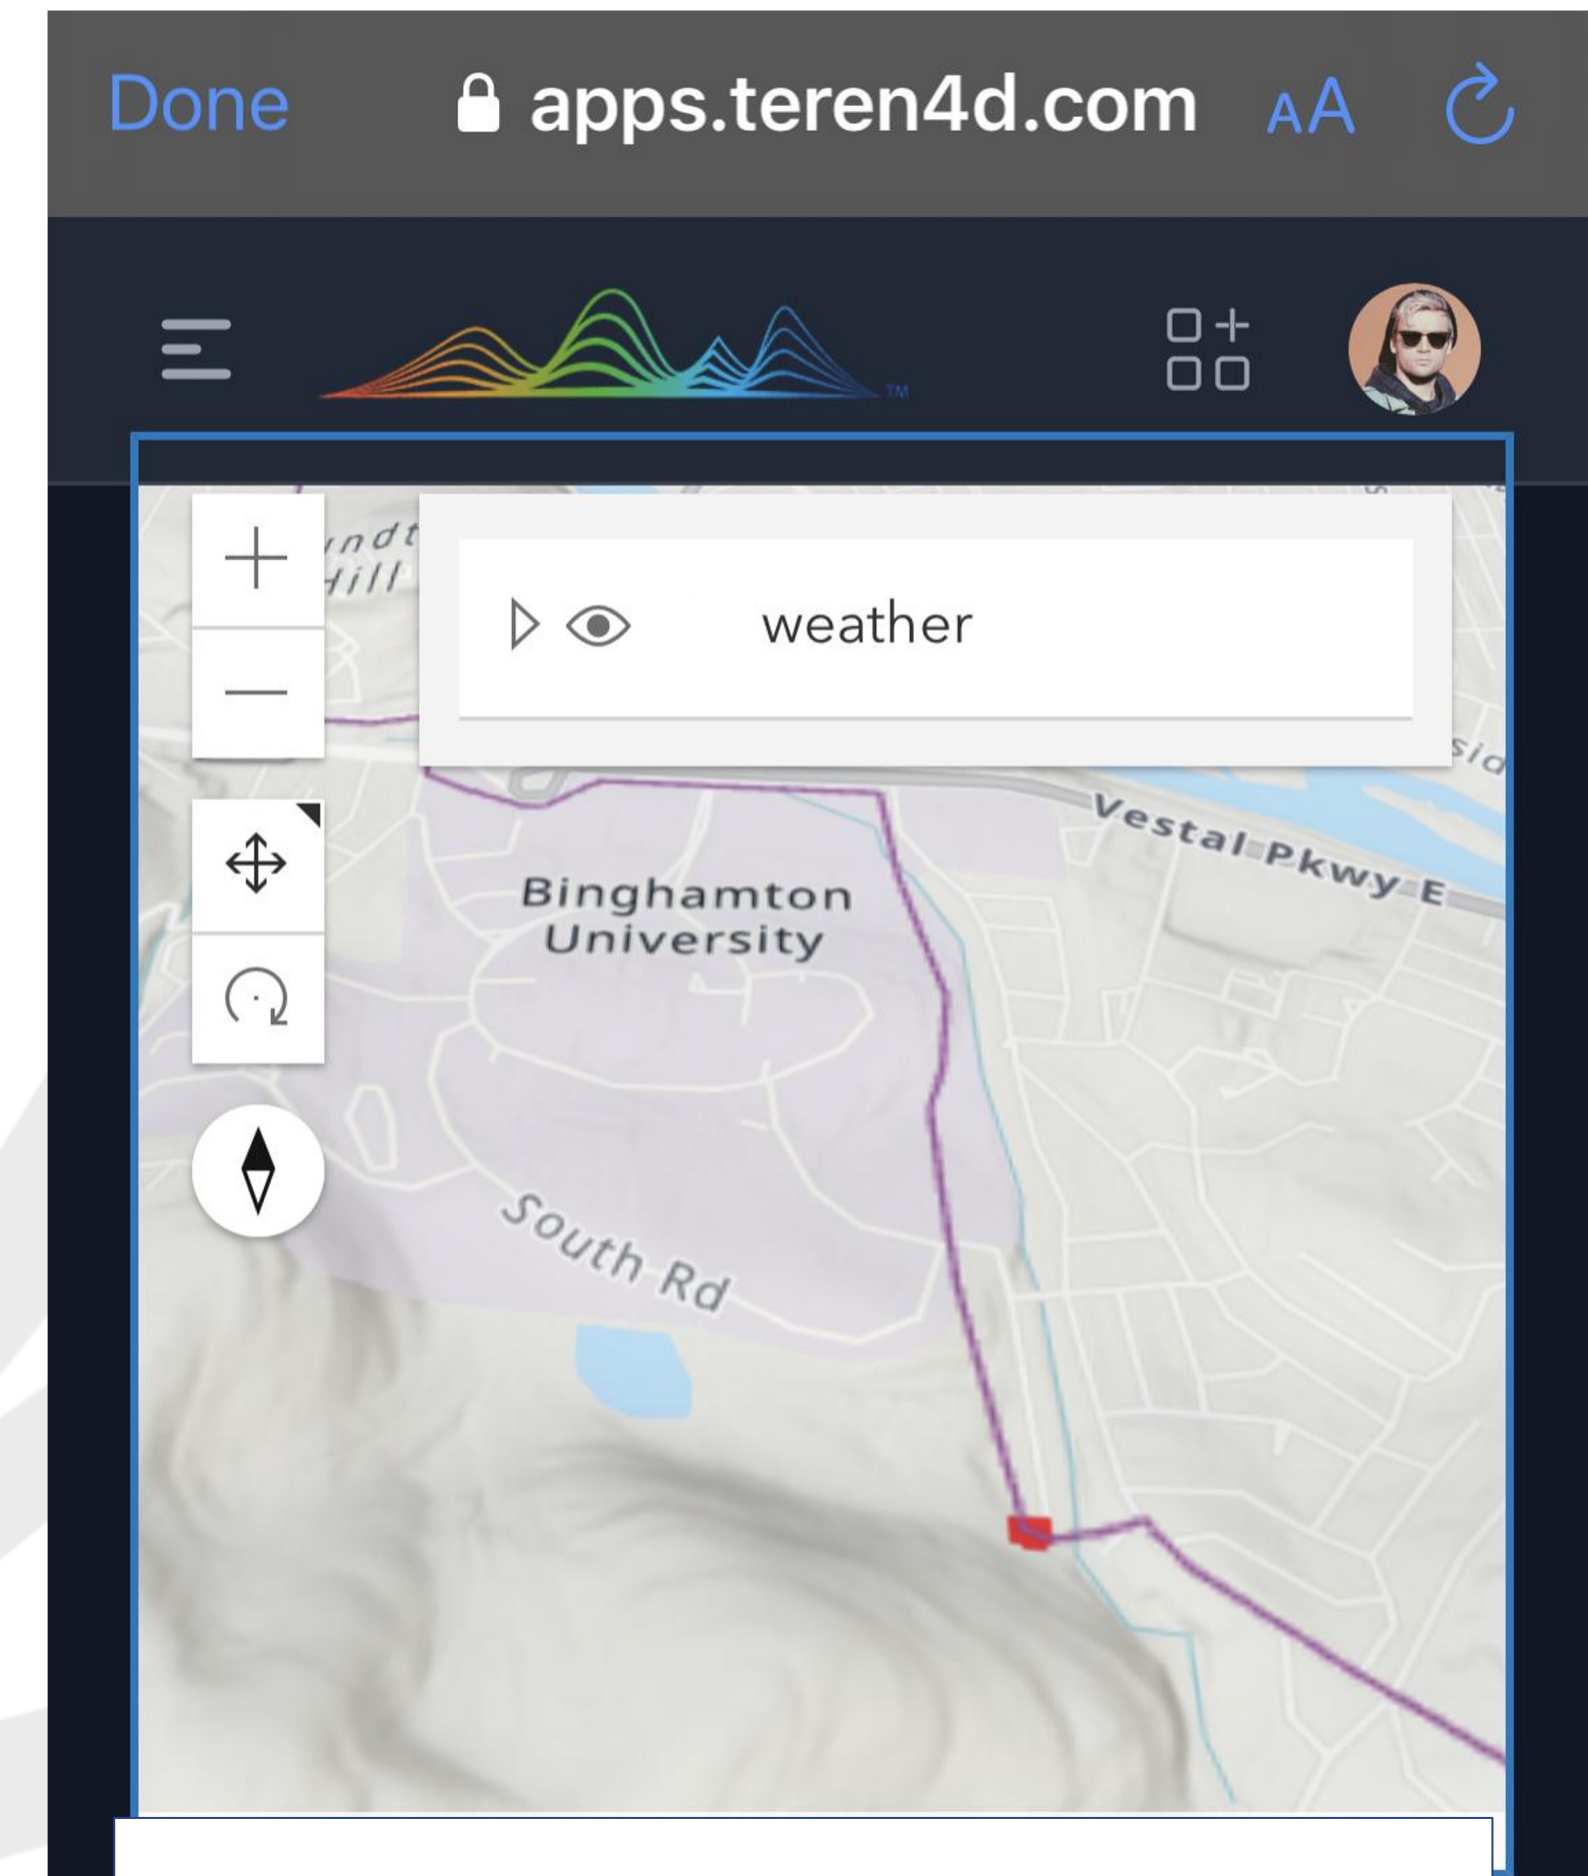 Done
apps.teren4d.com
AA
TM
weather
Vestal Pkwy E
Binghamton
University
South Rd